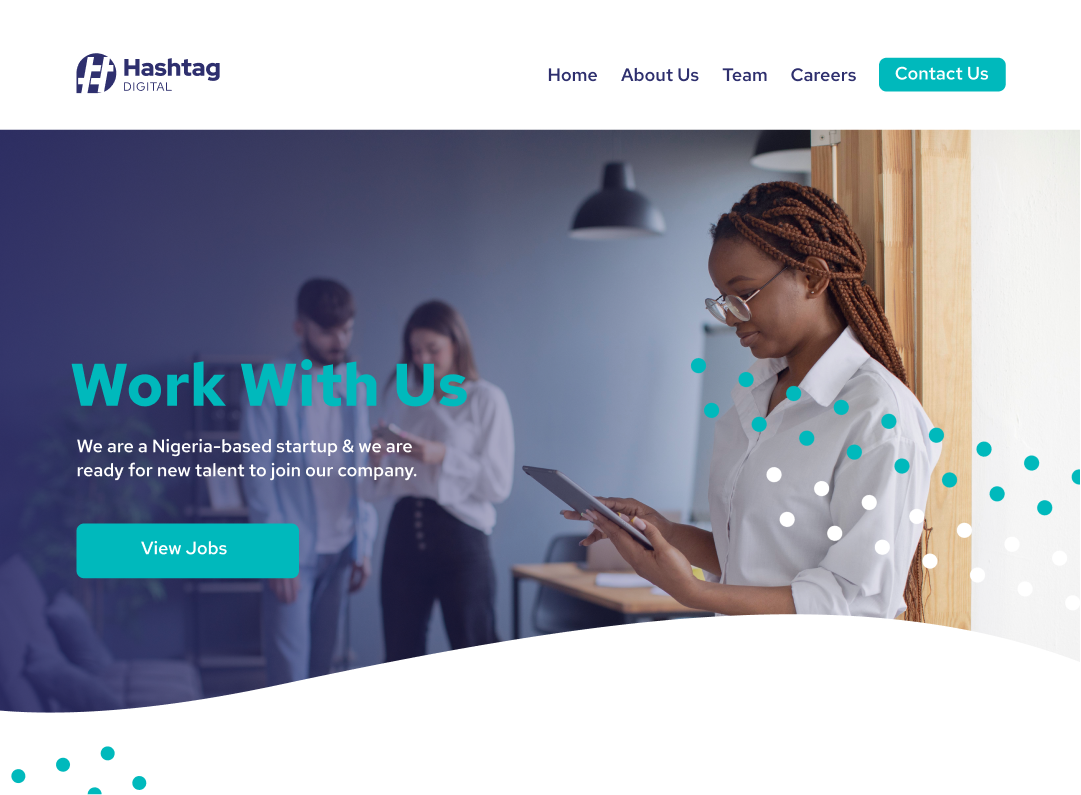 Hashtag
DIGITAL
Home
About Us
Team
Careers
Contact Us
Work With Us
We are a Nigeria-based startup & we are
ready for new talent to join our company.
View Jobs